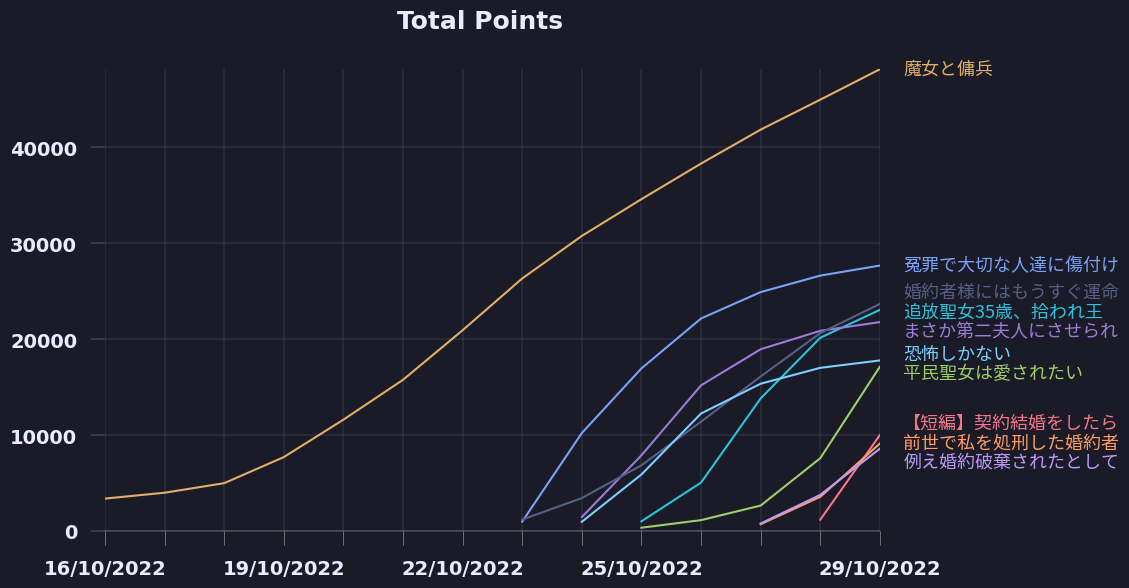 Total Points
魔女と傭兵
40000
30000
冤罪で大切な人達に傷付け
婚約者様にはもうすぐ運命
追放聖女35歳、拾われ王
20000
まさか第二夫人にさせられ
恐怖しかない
平民聖女は愛されたい
10000
【短編】契約結婚をしたら
前世で私を処刑した婚約者
例え婚約破棄されたとして
0
16/10/2022
19/10/2022
22/10/2022
25/10/2022
29/10/2022